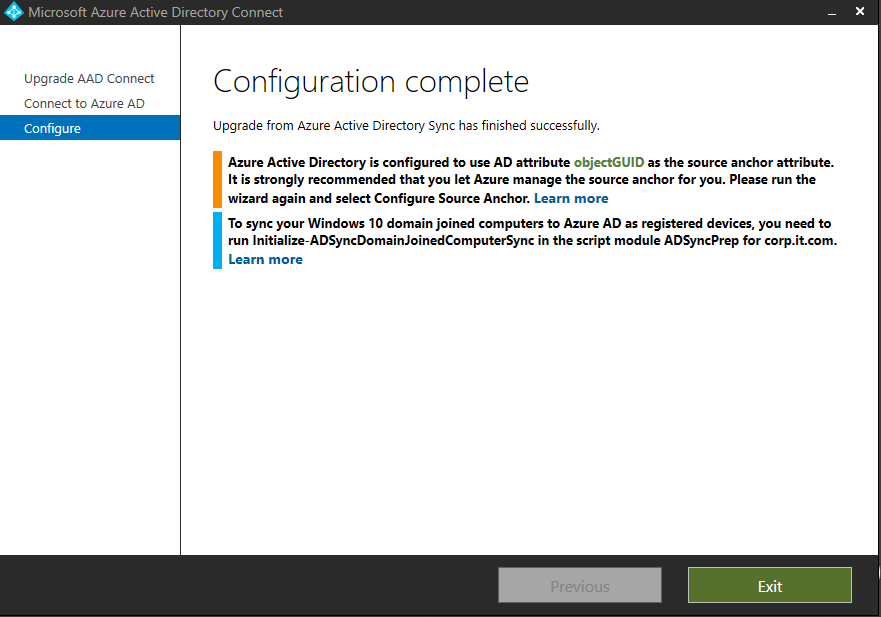 Microsoft Azure Active Directory Connect
Upgrade AAD Connect
Connect to Azure AD
Configure
Configuration complete
Upgrade from Azure Active Directory Sync has finished successfully.
Azure Active Directory is configured to use AD attribute objectGUID as the source anchor attribute.
It is strongly recommended that you let Azure manage the source anchor for you. Please run the
wizard again and select Configure Source Anchor. Learn more
To sync your Windows 10 domain joined computers to Azure AD as registered devices, you need to
run Initialize-ADSyncDomainJoinedComputerSync in the script module ADSyncPrep for corp.it.com.
Learn more
Previous
Exit